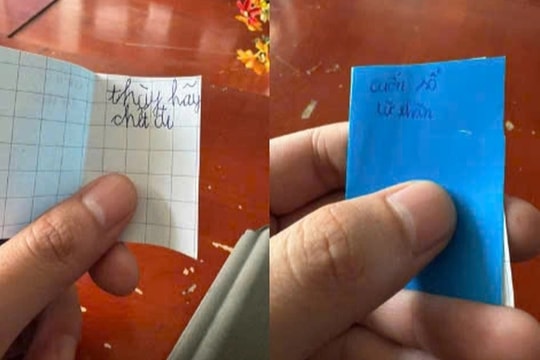 thùy hãy
chết đi
cuốn sổ
tử thần